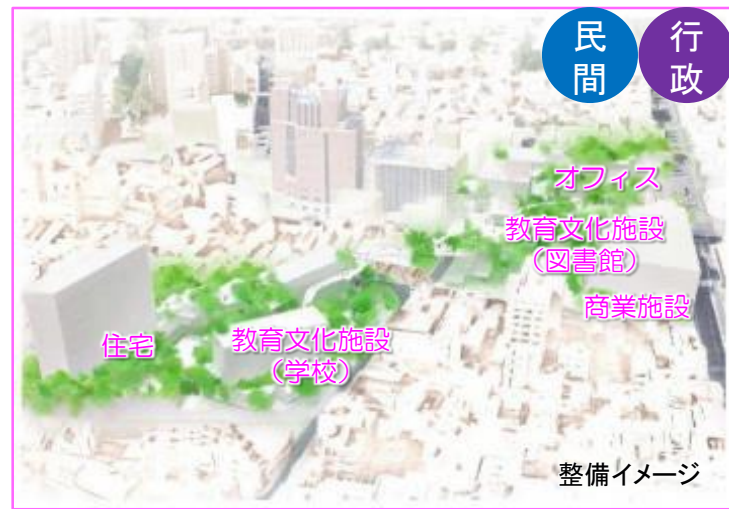 民間
行政
オフィス
教育文化施設
（図書館）
商業施設
住宅
教育文化施設
（学校）
整備イメージ